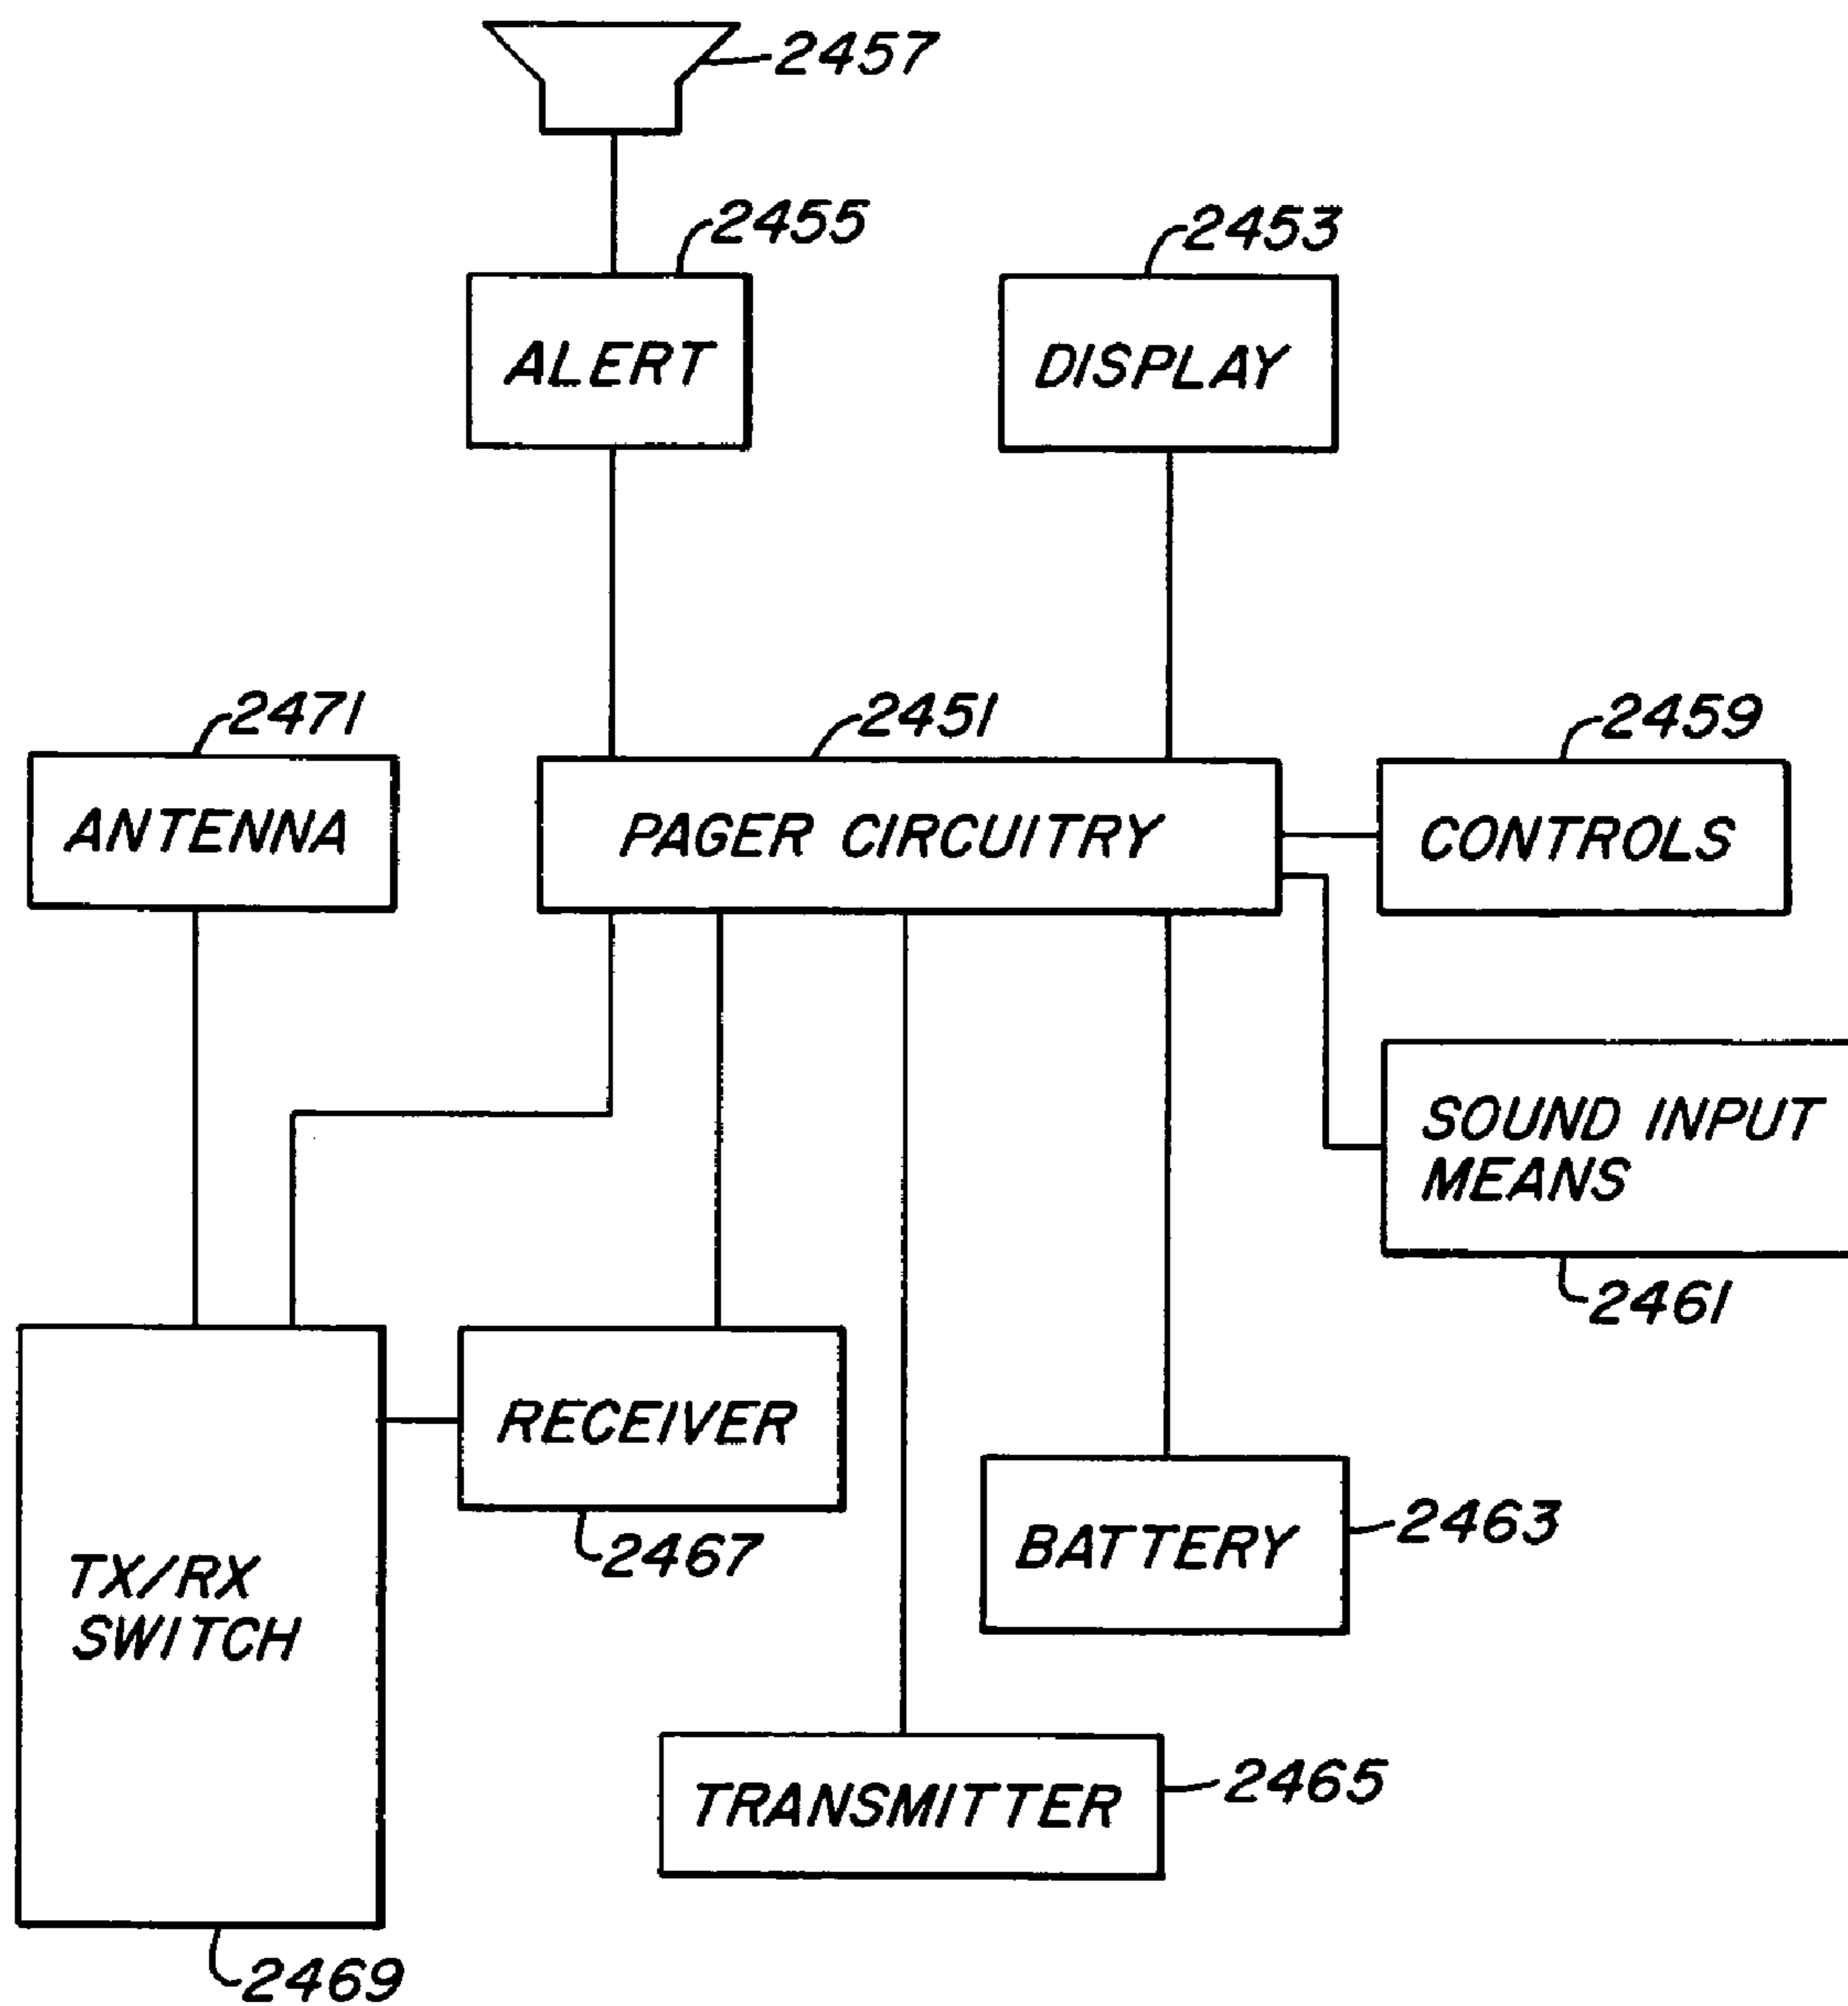 2457
2455
2453
ALERT
DISPLAY
2471
2451
2459
ANTENNA
PAGER CIRCUITRY
CONTROLS
SOUND INPUT
MEANS
2461
RECEIVER
2463
BATTERY
2467
TX/RX
SWITCH
2465
TRANSMITTER
2469